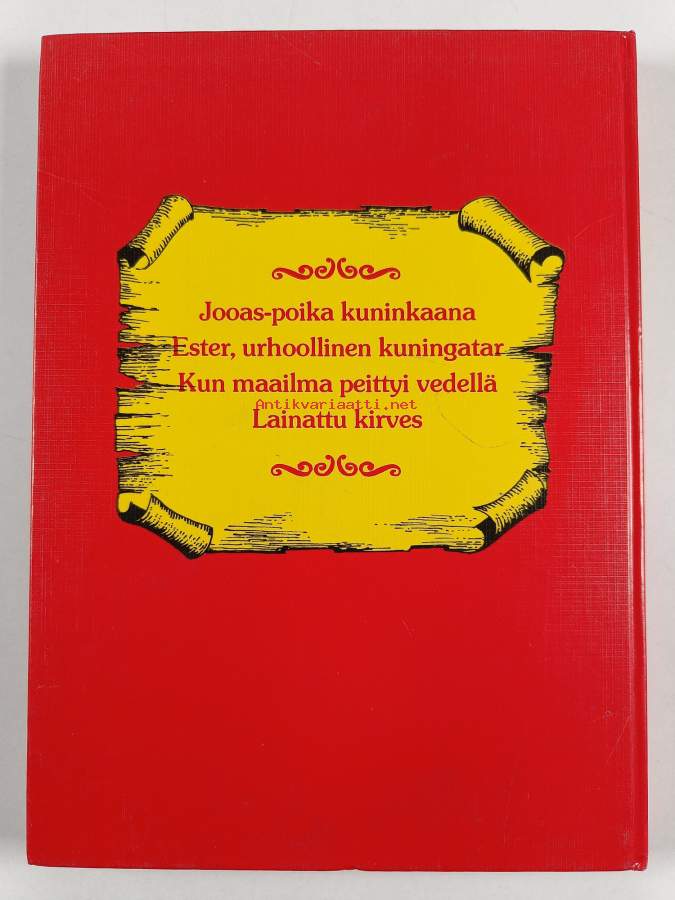 Jooas-poika kuninkaana
Ester, urhoollinen kuningatar
Kun maailma peittyi vedellä
Antikvariaatti.net
Lainattu kirves